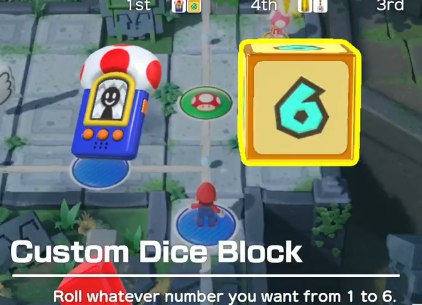 1st 4th 3rd
6
Custom Dice Block
Roll whatever number you want from 1 to 6.